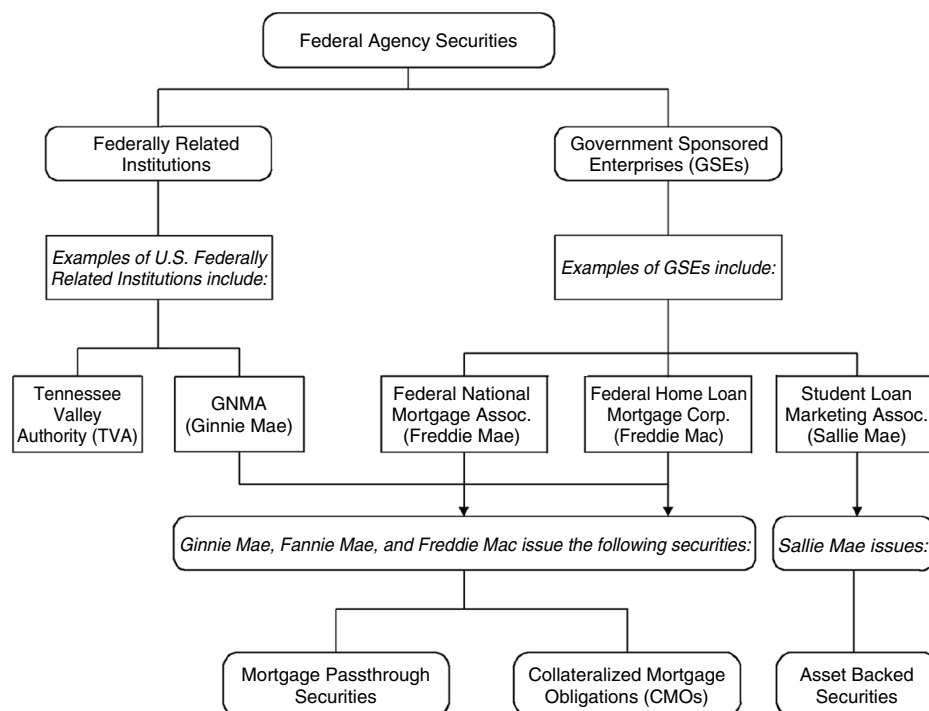 Federal Agency Securities
Federally Related
Institutions
Government Sponsored
Enterprises (GSEs)
Examples of U.S. Federally
Related Institutions include:
Examples of GSEs include:
Tennessee
Valley
Authority (TVA)
GNMA
(Ginnie Mae)
Federal National
Mortgage Assoc.
(Freddie Mae)
Federal Home Loan
Mortgage Corp.
(Freddie Mac)
Student Loan
Marketing Assoc.
(Sallie Mae)
Ginnie Mae, Fannie Mae, and Freddie Mac issue the following securities:
Sallie Mae issues:
Mortgage Passthrough
Securities
Collateralized Mortgage
Obligations (CMOs)
Asset Backed
Securities